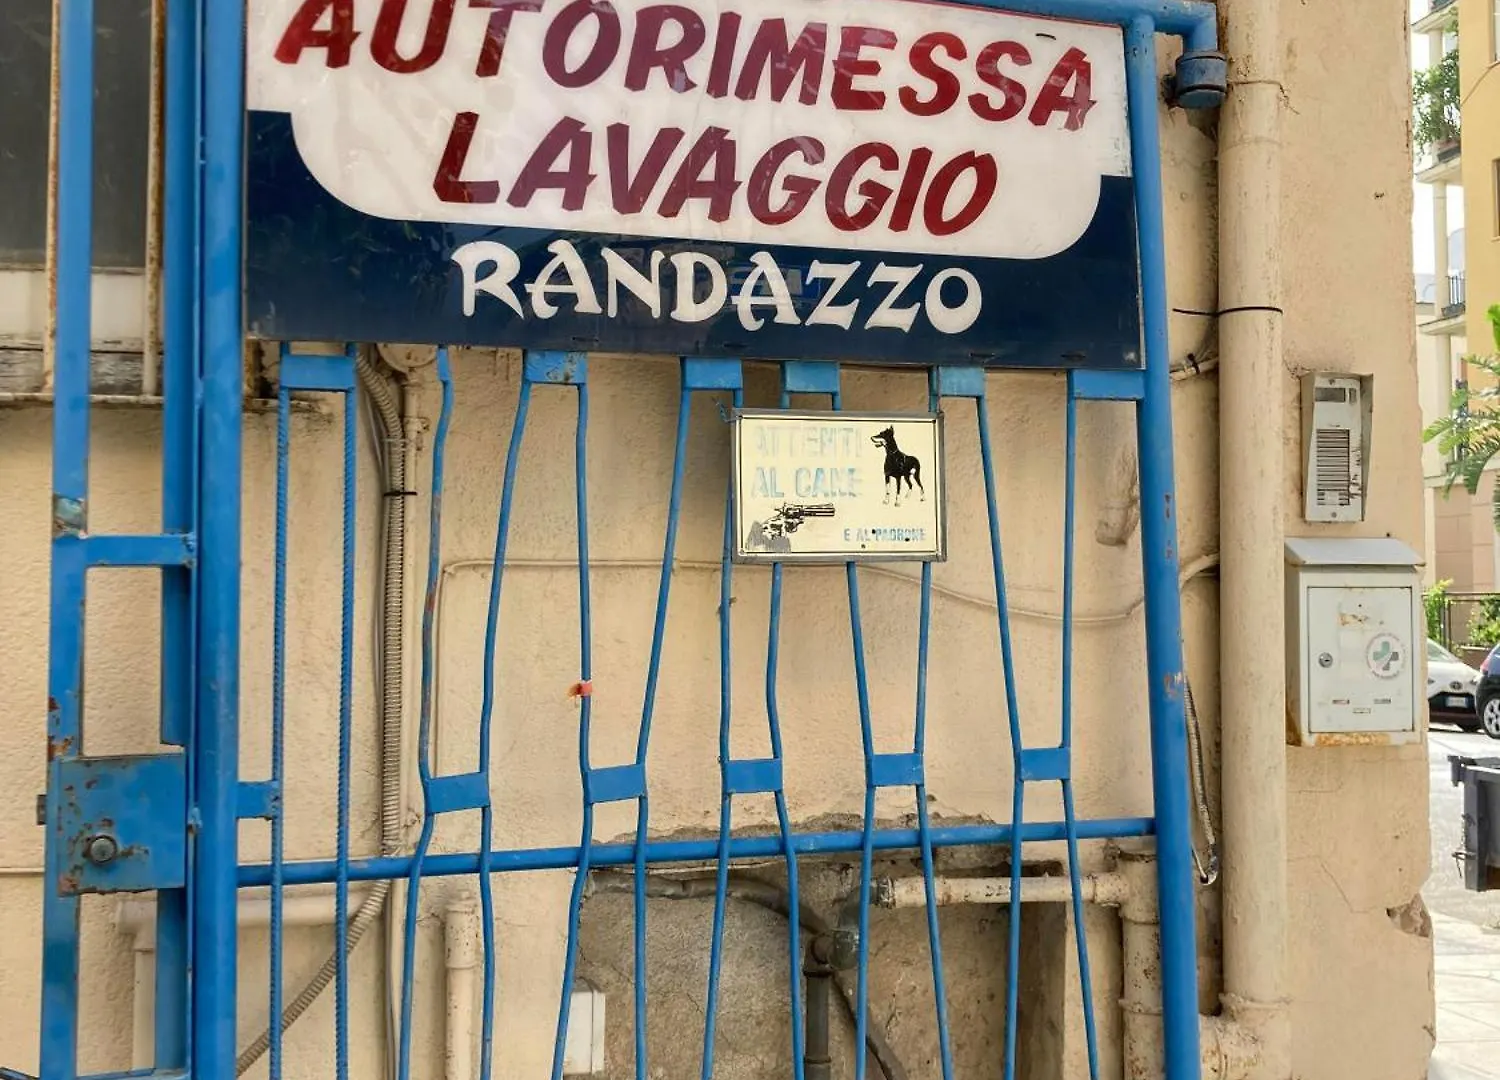 AUTORIMESSA
LAVAGGIO
RANDAZZO
ATTENTI
AL CANE
E AL PADRONE